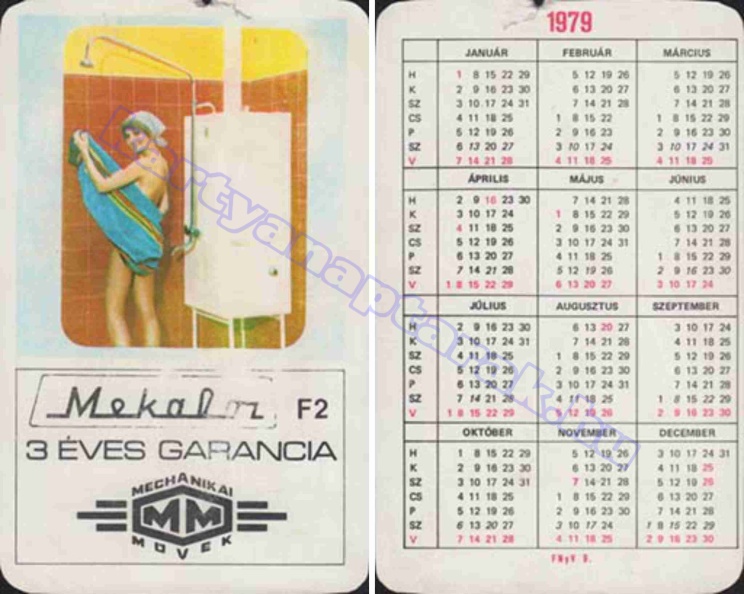 Mekalor F2
3 ÉVES GARANCIA
MECHANIKAI
MM
MŰVEK
1979
JANUÁR FEBRUÁR MÁRCIUS
H 1 8 15 22 29 5 12 19 26 5 12 19 26
K 2 9 16 23 30 6 13 20 27 6 13 20 27
SZ 3 10 17 24 31 7 14 21 28 7 14 21 28
CS 4 11 18 25 1 8 15 22 1 8 15 22 29
P 5 12 19 26 2 9 16 23 2 9 16 23 30
SZ 6 13 20 27 3 10 17 24 3 10 17 24 31
V 7 14 21 28 4 11 18 25 4 11 18 25
ÁPRILIS MÁJUS JÚNIUS
H 2 9 16 23 30 7 14 21 28 4 11 18 25
K 3 10 17 24 1 8 15 22 29 5 12 19 26
SZ 4 11 18 25 2 9 16 23 30 6 13 20 27
CS 5 12 19 26 3 10 17 24 31 7 14 21 28
P 6 13 20 27 4 11 18 25 1 8 15 22 29
SZ 7 14 21 28 5 12 19 26 2 9 16 23 30
V 1 8 15 22 29 6 13 20 27 3 10 17 24
JÚLIUS AUGUSZTUS SZEPTEMBER
H 2 9 16 23 30 6 13 20 27 3 10 17 24
K 3 10 17 24 7 14 21 28 4 11 18 25
SZ 4 11 18 25 1 8 15 22 29 5 12 19 26
CS 5 12 19 26 2 9 16 23 30 6 13 20 27
P 6 13 20 27 3 10 17 24 31 7 14 21 28
SZ 7 14 21 28 4 11 18 25 1 8 15 22 29
V 1 8 15 22 29 5 12 19 26 2 9 16 23 30
OKTÓBER NOVEMBER DECEMBER
H 1 8 15 22 29 5 12 19 26 3 10 17 24 31
K 2 9 16 23 30 6 13 20 27 4 11 18 25
SZ 3 10 17 24 31 7 14 21 28 5 12 19 26
CS 4 11 18 25 1 8 15 22 29 6 13 20 27
P 5 12 19 26 2 9 16 23 30 7 14 21 28
SZ 6 13 20 27 3 10 17 24 1 8 15 22 29
V 7 14 21 28 4 11 18 25 2 9 16 23 30
FNyV B.
kartyanaptarak.hu